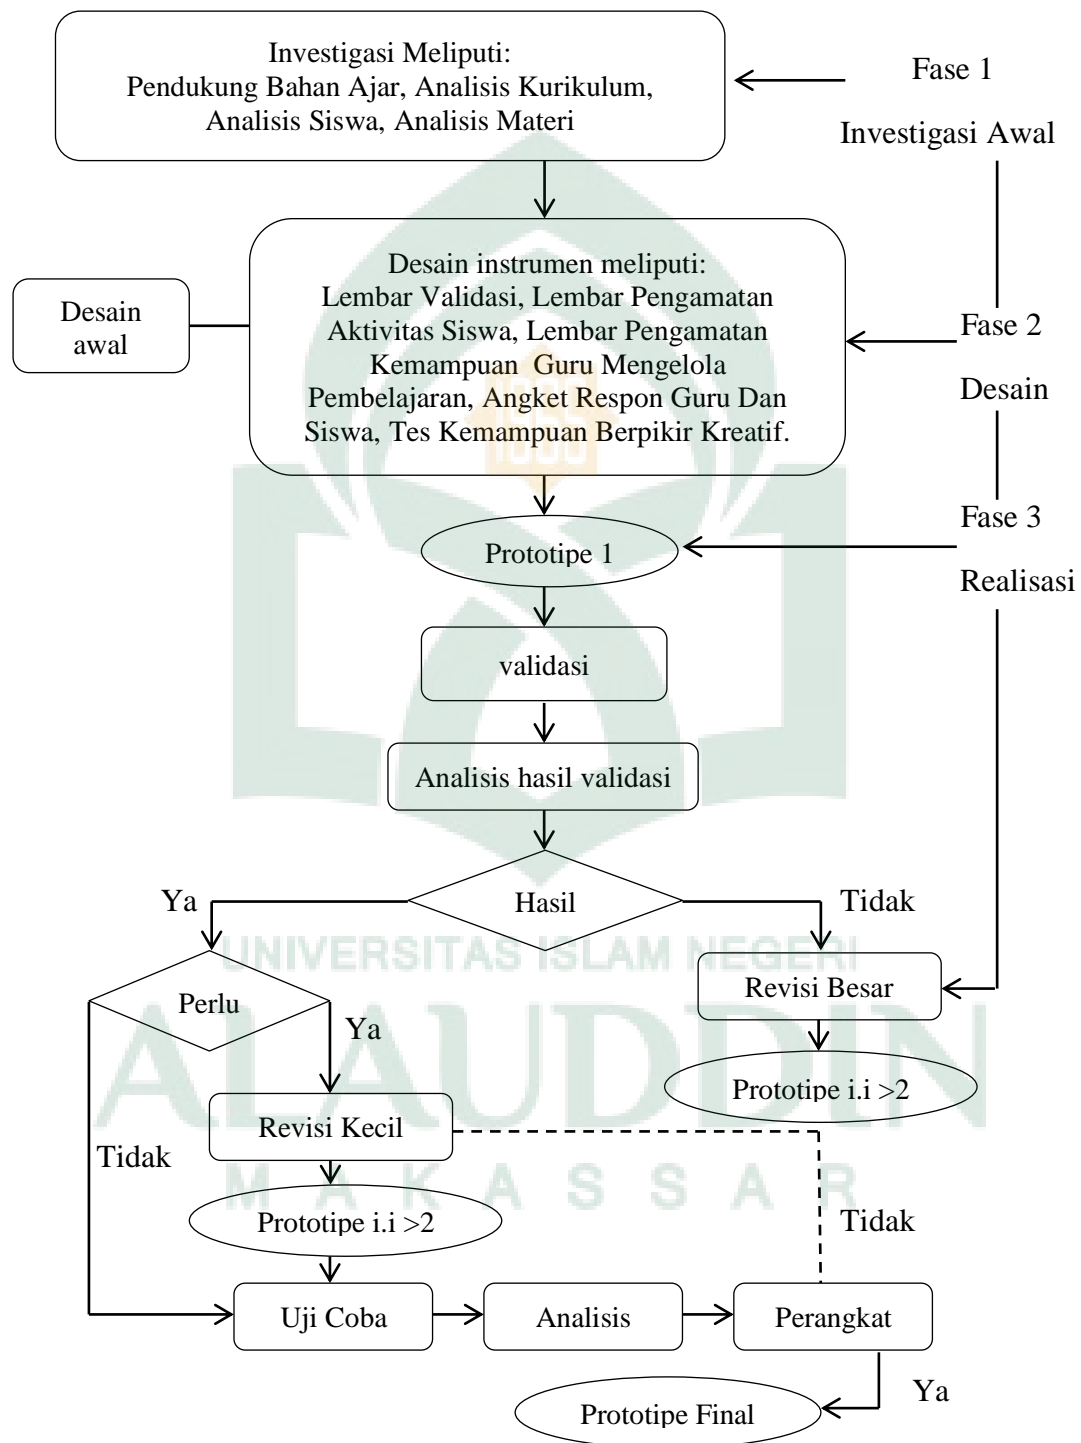 Investigasi Meliputi:
Pendukung Bahan Ajar, Analisis Kurikulum,
Analisis Siswa, Analisis Materi
Fase 1
Investigasi Awal
Desain instrumen meliputi:
Lembar Validasi, Lembar Pengamatan
Aktivitas Siswa, Lembar Pengamatan
Kemampuan Guru Mengelola
Pembelajaran, Angket Respon Guru Dan
Siswa, Tes Kemampuan Berpikir Kreatif.
Desain
awal
Fase 2
Desain
1965
Fase 3
Realisasi
Prototipe 1
validasi
Analisis hasil validasi
Hasil
Ya
Tidak
UNIVERSITAS ISLAM NEGERI
Perlu
Revisi Besar
Ya
ALAUDDIN
Prototipe i.i >2
Revisi Kecil
Tidak
MAKASSAR
Prototipe i.i >2
Tidak
Uji Coba
Analisis
Perangkat
Ya
Prototipe Final